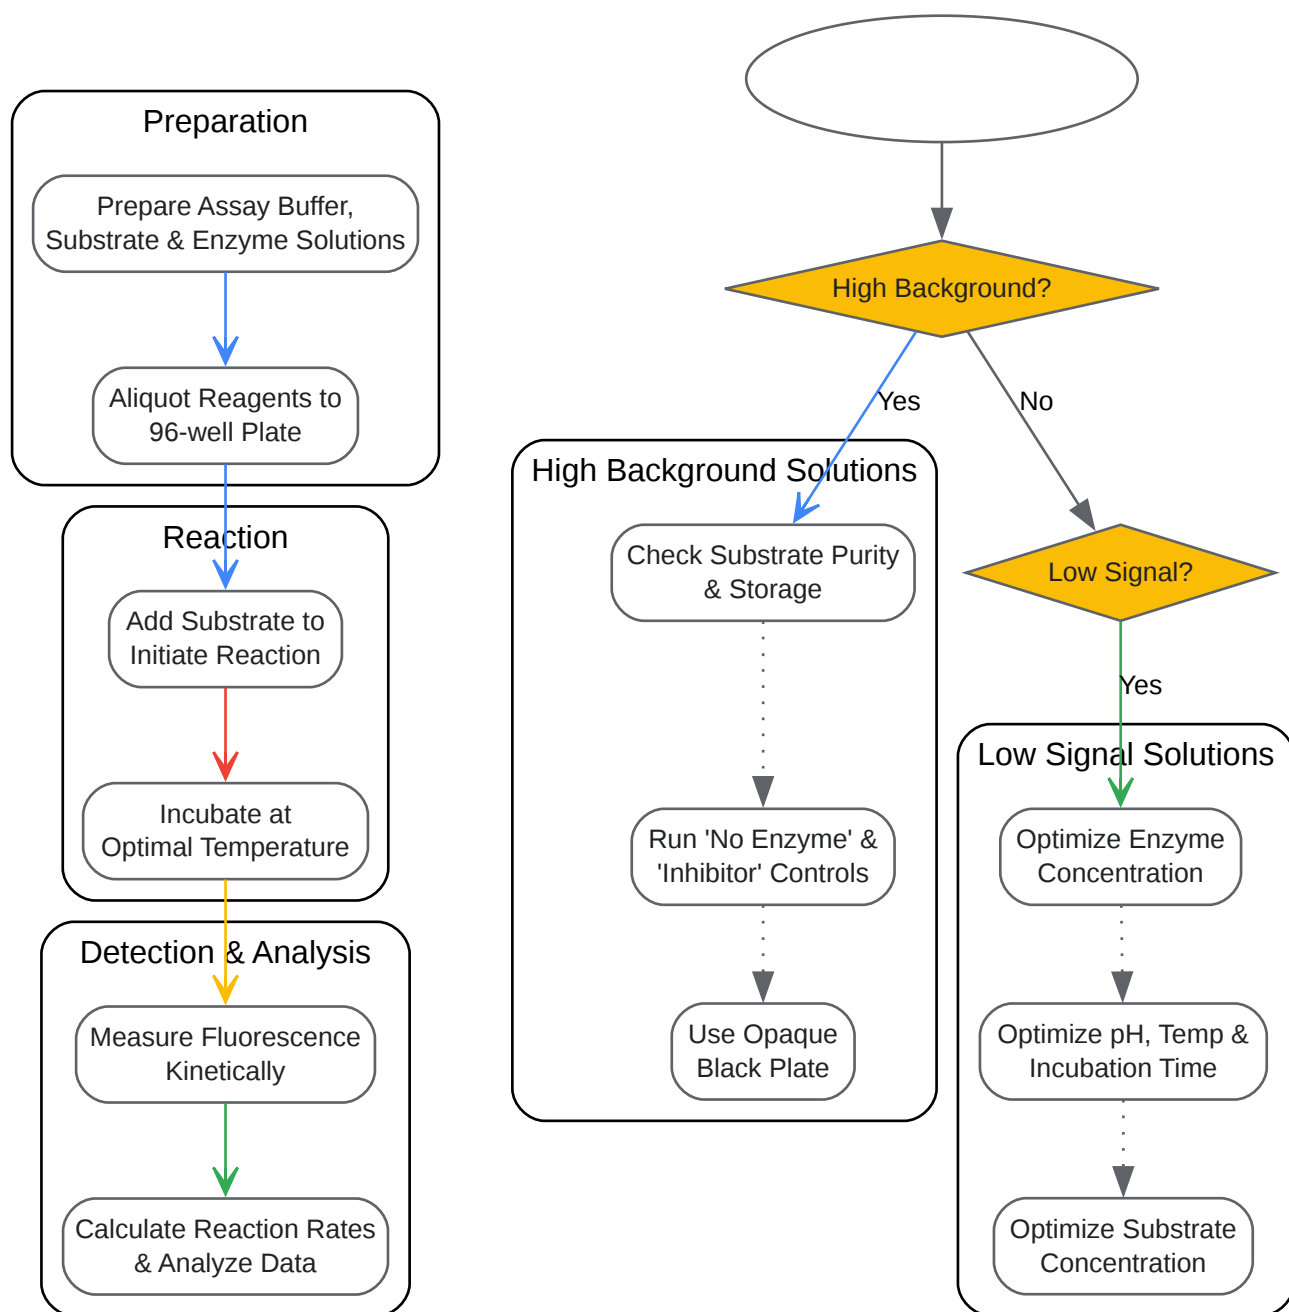 Preparation
Prepare Assay Buffer,
Substrate & Enzyme Solutions
Aliquot Reagents to
96-well Plate
Reaction
Add Substrate to
Initiate Reaction
Incubate at
Optimal Temperature
Detection & Analysis
Measure Fluorescence
Kinetically
Calculate Reaction Rates
& Analyze Data
High Background?
Yes
No
High Background Solutions
Check Substrate Purity
& Storage
Run 'No Enzyme' &
'Inhibitor' Controls
Use Opaque
Black Plate
Low Signal?
Yes
Low Signal Solutions
Optimize Enzyme
Concentration
Optimize pH, Temp &
Incubation Time
Optimize Substrate
Concentration